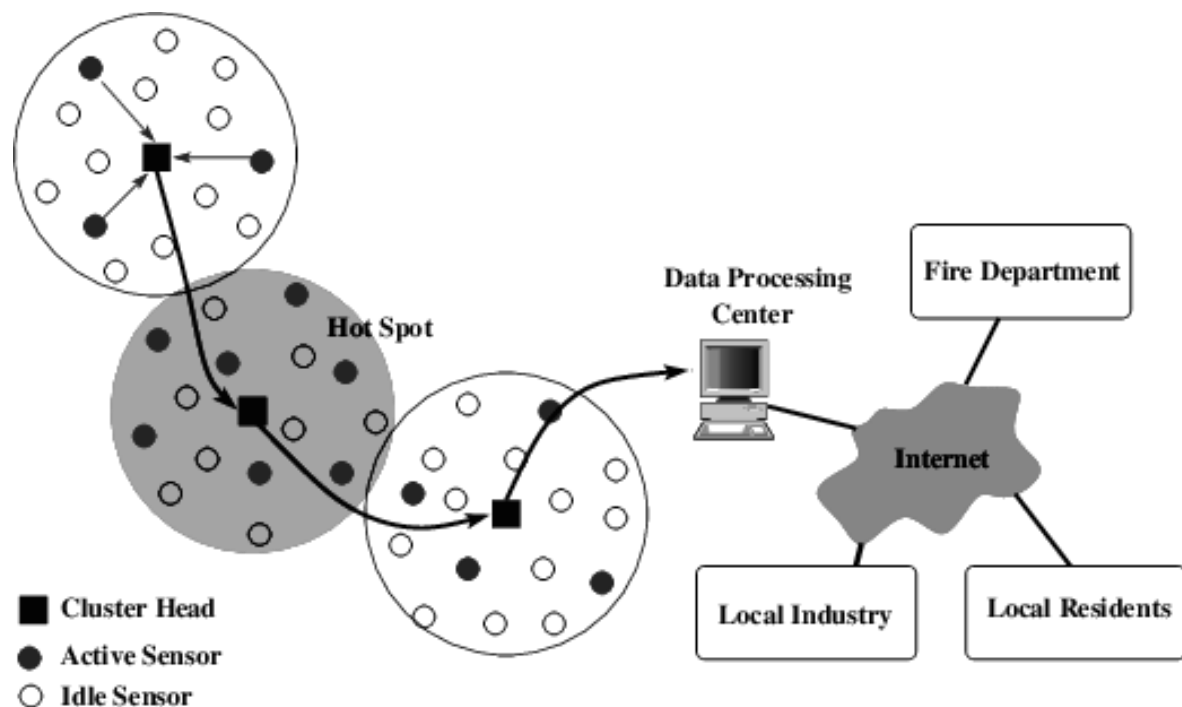 Fire Department
Data Processing
Center
Hot Spot
Internet
Local Industry
Local Residents
Cluster Head
Active Sensor
Idle Sensor